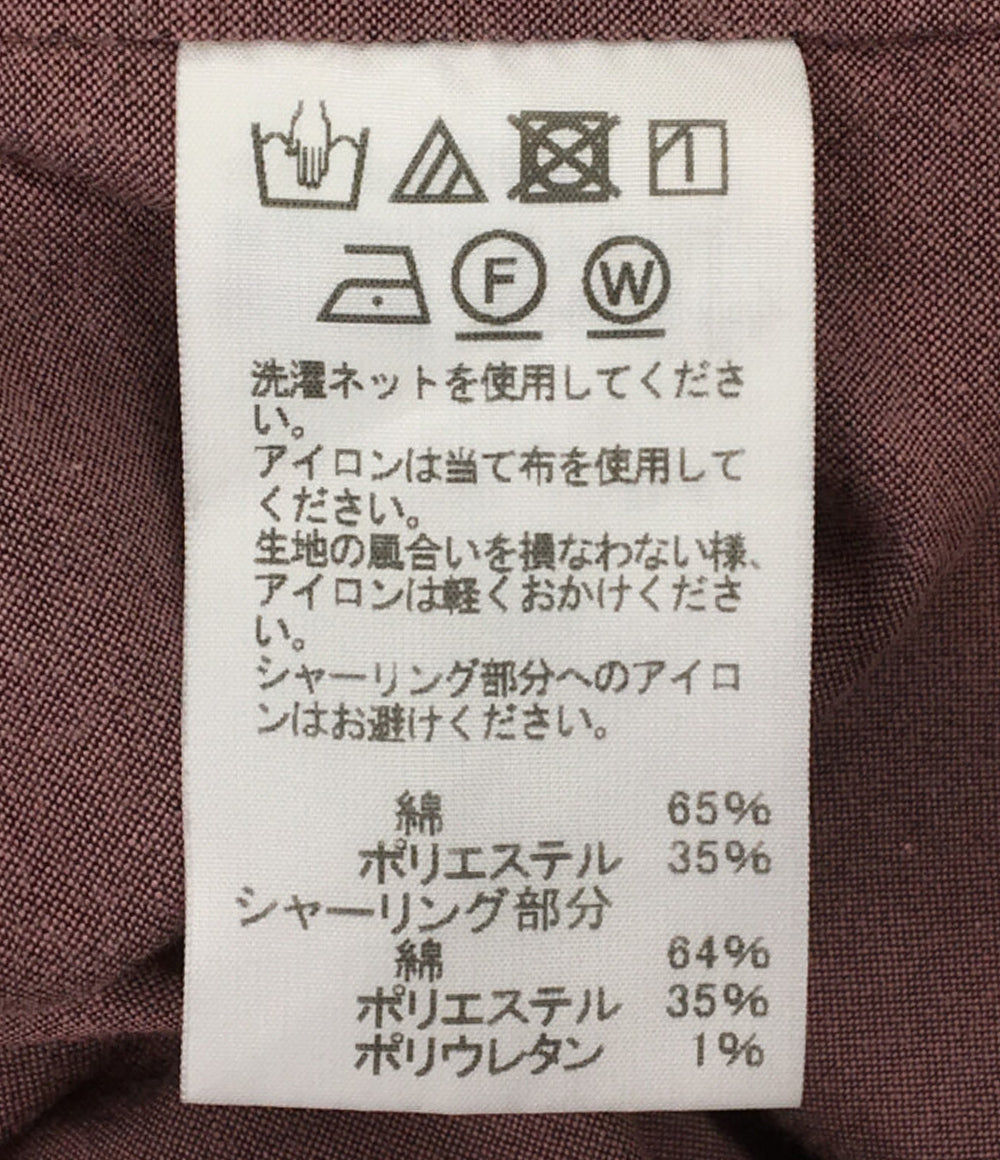 F W
洗濯ネットを使用してくださ
い。
アイロンは当て布を使用して
ください。
生地の風合いを損なわない様、
アイロンは軽くおかけくださ
い。
シャーリング部分へのアイロ
ンはお避けください。
綿 65%
ポリエステル 35%
シャーリング部分
綿 64%
ポリエステル 35%
ポリウレタン 1%